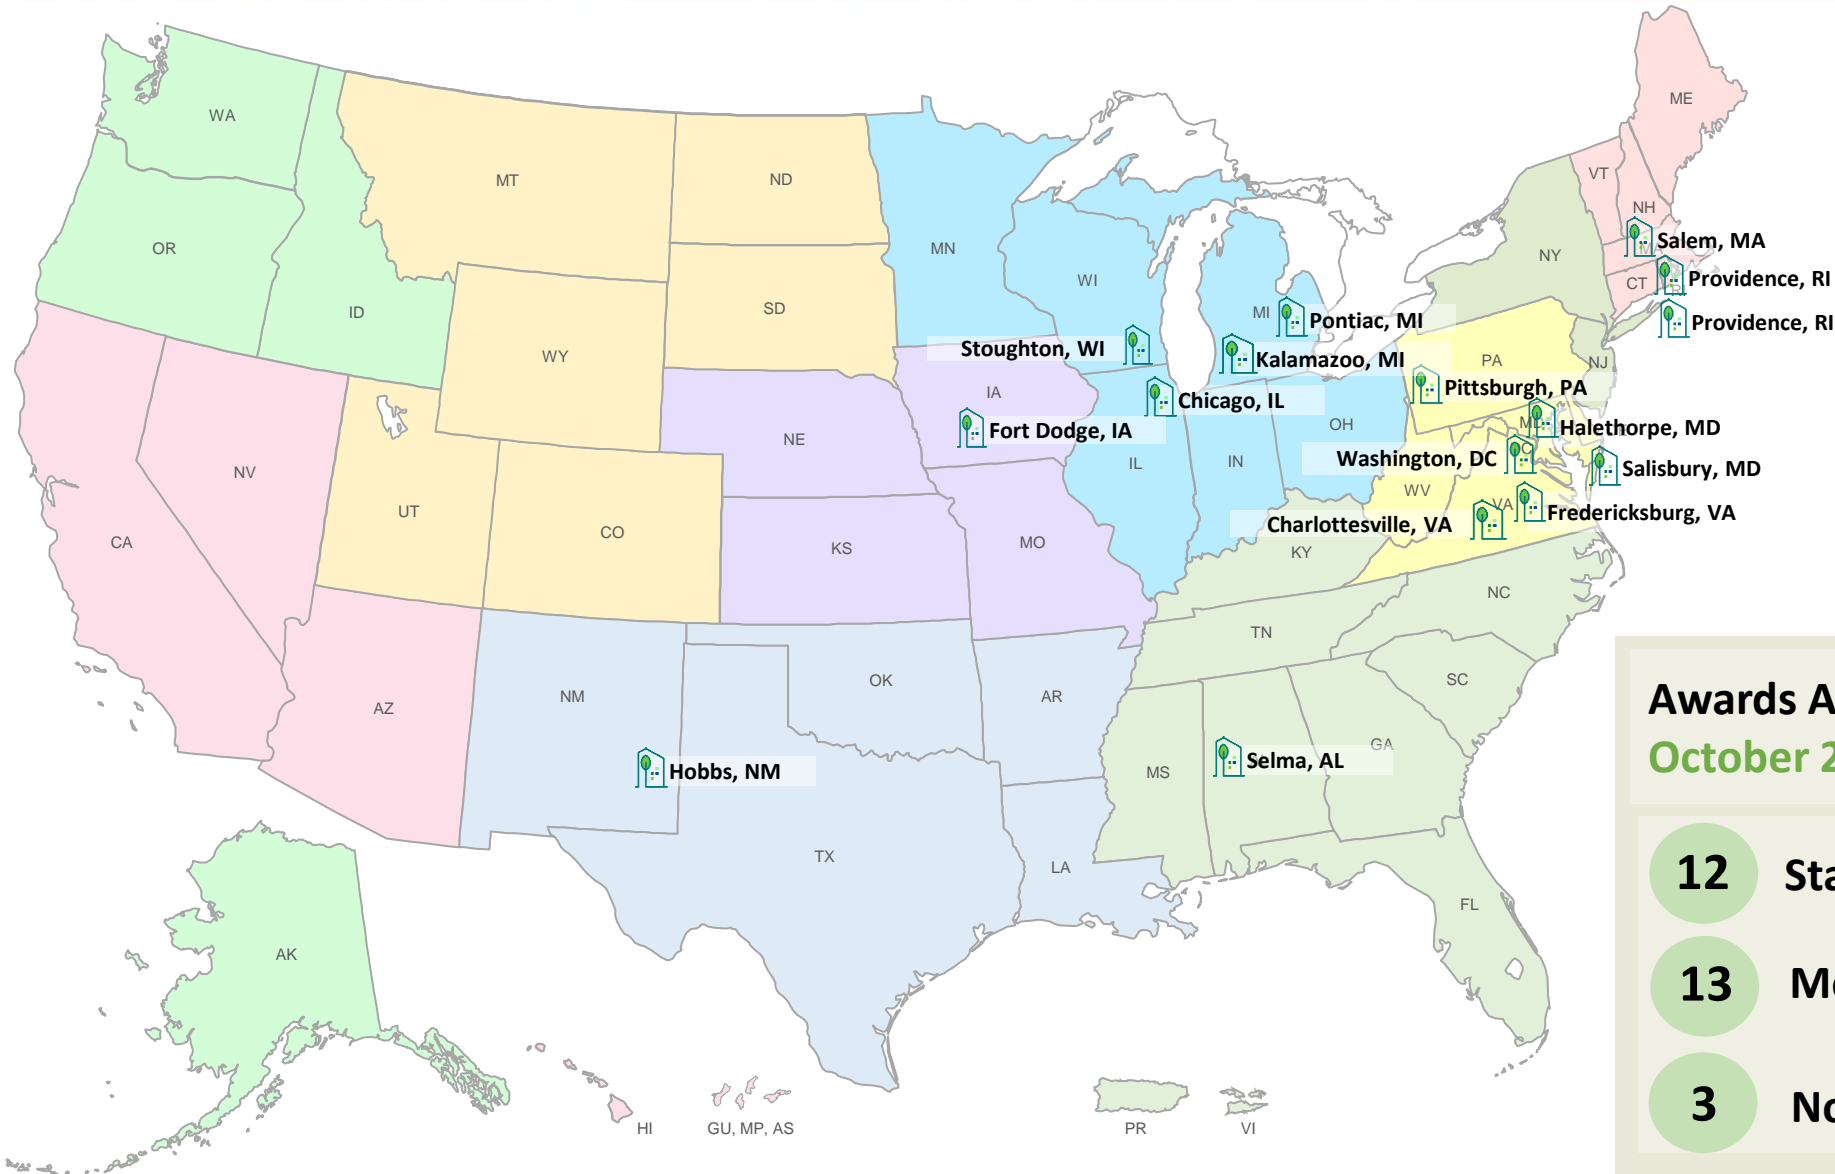 WA
ME
MT
ND
VT
NH
OR
MN
NY
Salem, MA
WI
CT
Providence, RI
ID
SD
MI
Pontiac, MI
Providence, RI
Stoughton, WI
Kalamazoo, MI
WY
PA
NJ
IA
Pittsburgh, PA
Chicago, IL
Fort Dodge, IA
OH
Halethorpe, MD
NE
Washington, DC
NV
IL
IN
Salisbury, MD
WV
UT
VA
Fredericksburg, VA
Charlottesville, VA
CO
CA
KS
MO
KY
NC
TN
NM
OK
AR
SC
AZ
GA
Selma, AL
Hobbs, NM
MS
TX
LA
FL
AK
HI
GU, MP, AS
PR
VI
Awards A
October 2
12 Sta
13 Mo
3 No